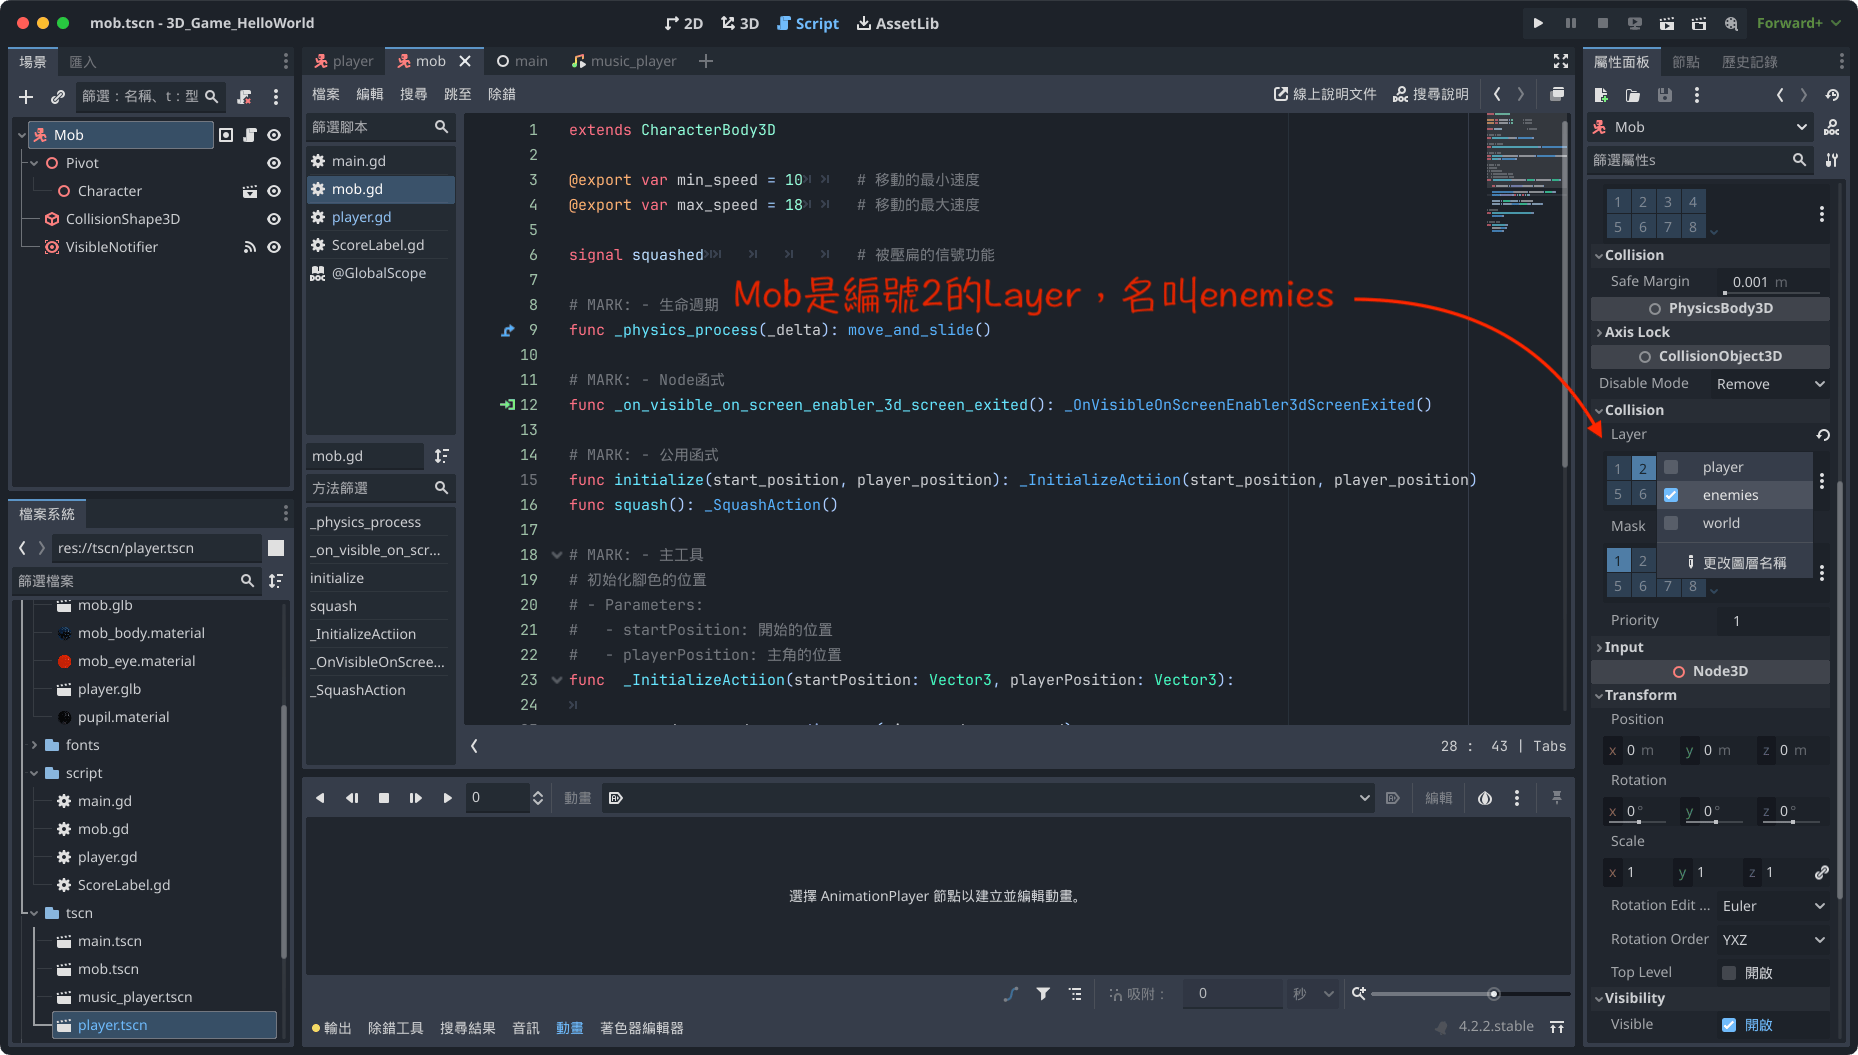 mob.tscn - 3D_Game_HelloWorld
2D 3D Script AssetLib
Forward+
場景 匯入
篩選：名稱、t：型
Mob
Pivot
Character
CollisionShape3D
VisibleNotifier
檔案系統
res://tscn/player.tscn
篩選檔案
mob.glb
mob_body.material
mob_eye.material
player.glb
pupil.material
fonts
script
main.gd
mob.gd
player.gd
ScoreLabel.gd
tscn
main.tscn
mob.tscn
music_player.tscn
player.tscn
player mob main music_player
檔案 編輯 搜尋 跳至 除錯
線上說明文件 搜尋說明
篩選腳本
main.gd
mob.gd
player.gd
ScoreLabel.gd
@GlobalScope
mob.gd
方法篩選
_physics_process
_on_visible_on_scr...
initialize
squash
_InitializeActiion
_OnVisibleOnScree...
_SquashAction
1 extends CharacterBody3D
2
3 @export var min_speed = 10 # 移動的最小速度
4 @export var max_speed = 18 # 移動的最大速度
5
6 signal squashed # 被壓扁的信號功能
7
Mob是編號2的Layer，名叫enemies
8 # MARK: - 生命週期
9 func _physics_process(_delta): move_and_slide()
10
11 # MARK: - Node函式
12 func _on_visible_on_screen_enabler_3d_screen_exited(): _OnVisibleOnScreenEnabler3dScreenExited()
13
14 # MARK: - 公用函式
15 func initialize(start_position, player_position): _InitializeActiion(start_position, player_position)
16 func squash(): _SquashAction()
17
18 # MARK: - 主工具
19 # 初始化腳色的位置
20 # - Parameters:
21 #   - startPosition: 開始的位置
22 #   - playerPosition: 主角的位置
23 func  _InitializeActiion(startPosition: Vector3, playerPosition: Vector3):
24
28 : 43 | Tabs
0 動畫 編輯
選擇 AnimationPlayer 節點以建立並編輯動畫。
吸附： 0 秒
輸出 除錯工具 搜尋結果 音訊 動畫 著色器編輯器
4.2.2.stable
屬性面板 節點 歷史記錄
Mob
篩選屬性s
1 2 3 4
5 6 7 8
Collision
Safe Margin 0.001 m
PhysicsBody3D
Axis Lock
CollisionObject3D
Disable Mode Remove
Collision
Layer
1 2
5 6
player
enemies
world
更改圖層名稱
Mask
1 2
5 6 7 8
Priority 1
Input
Node3D
Transform
Position
x 0 m y 0 m z 0 m
Rotation
x 0° y 0° z 0°
Scale
x 1 y 1 z 1
Rotation Edit ... Euler
Rotation Order YXZ
Top Level 開啟
Visibility
Visible 開啟